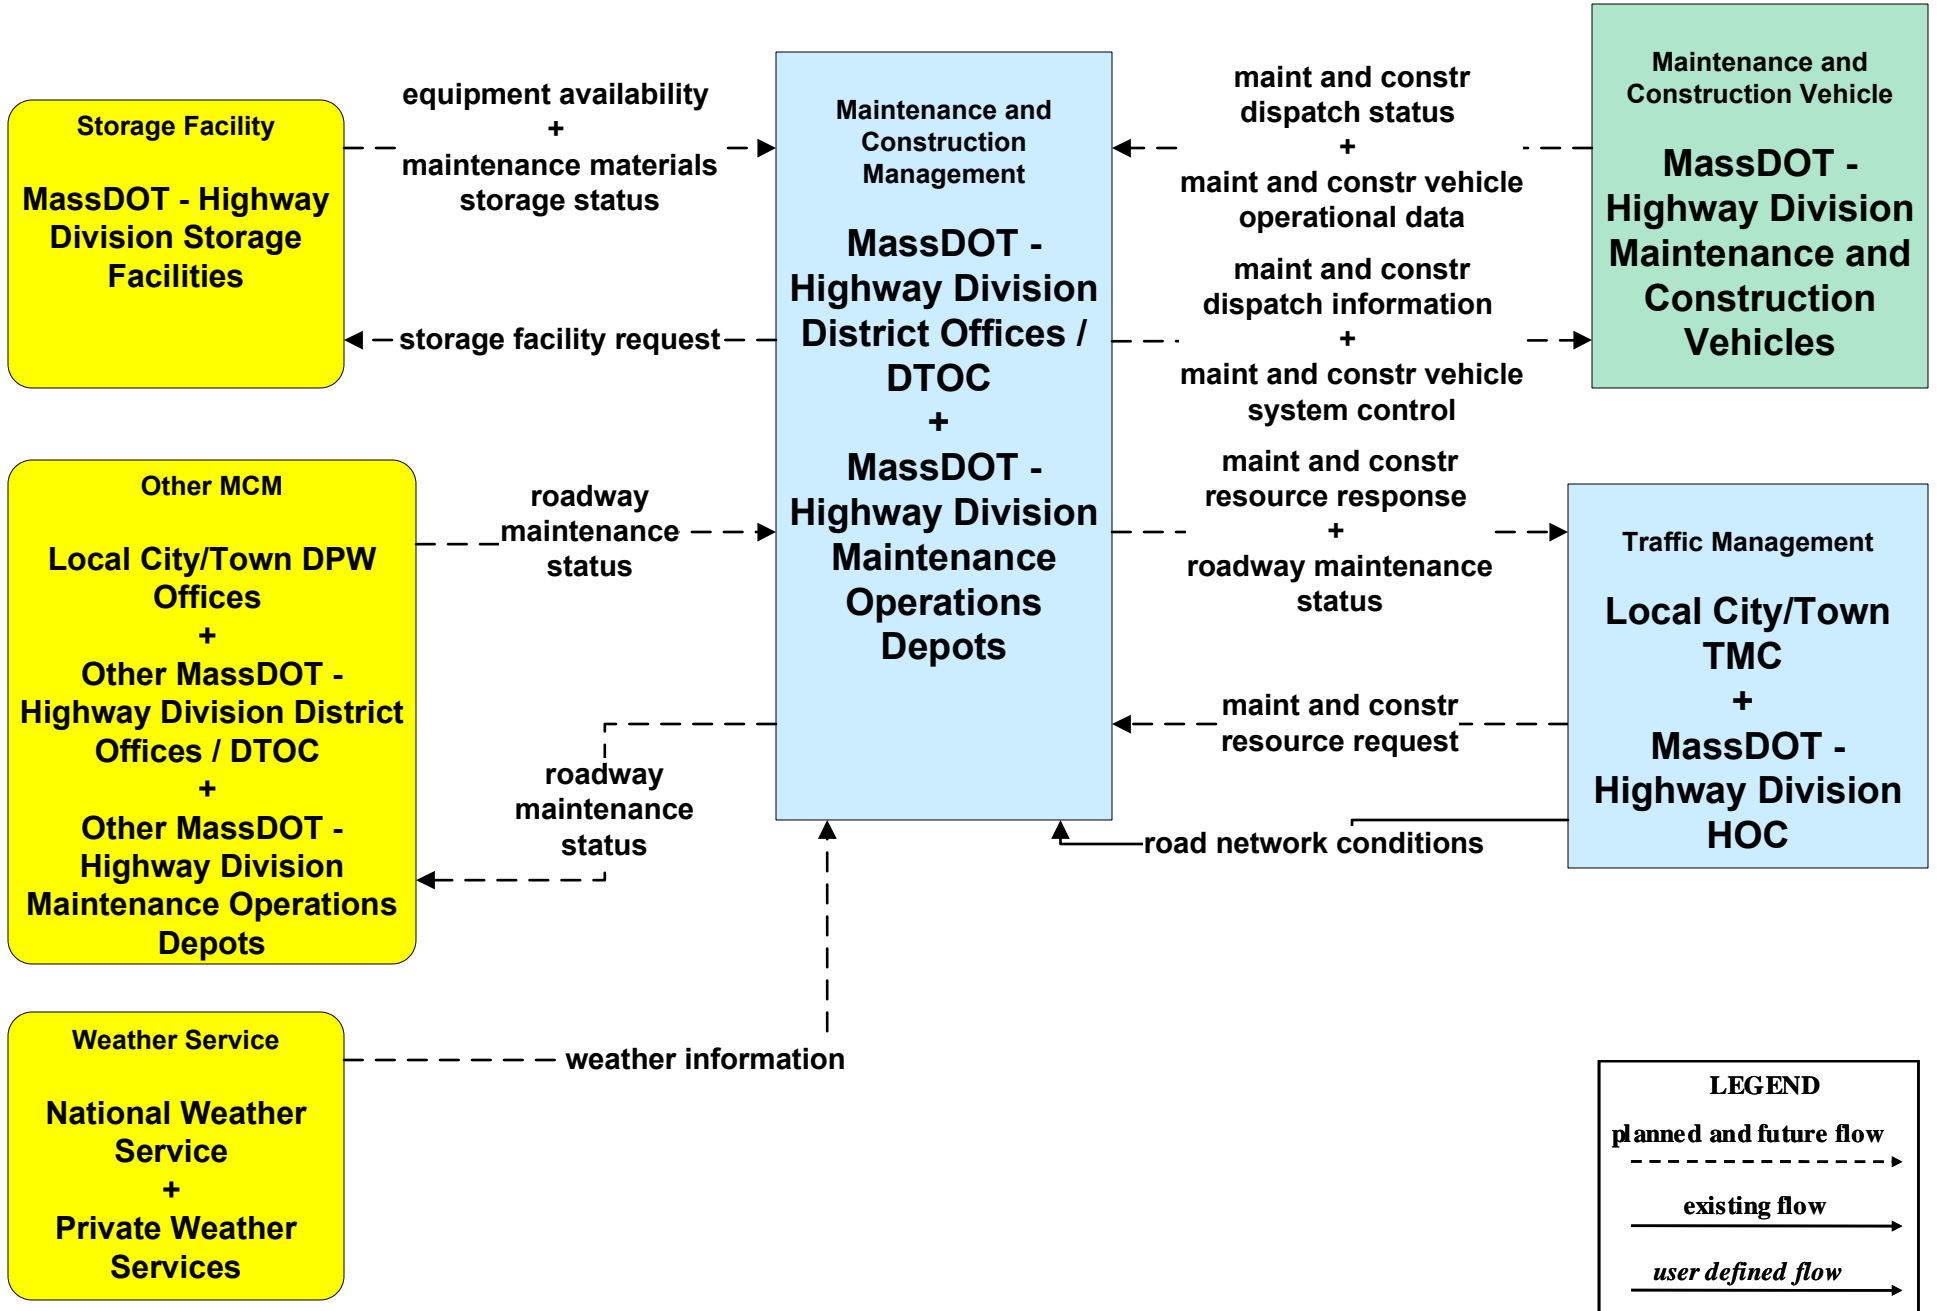 Storage Facility
MassDOT - Highway
Division Storage
Facilities
equipment availability
+
maintenance materials
storage status
storage facility request
Other MCM
Local City/Town DPW
Offices
+
Other MassDOT -
Highway Division District
Offices / DTOC
+
Other MassDOT -
Highway Division
Maintenance Operations
Depots
roadway
maintenance
status
roadway
maintenance
status
Weather Service
National Weather
Service
+
Private Weather
Services
weather information
Maintenance and
Construction
Management
MassDOT -
Highway Division
District Offices /
DTOC
+
MassDOT -
Highway Division
Maintenance
Operations
Depots
maint and constr
dispatch status
+
maint and constr vehicle
operational data
maint and constr
dispatch information
+
maint and constr vehicle
system control
maint and constr
resource response
+
roadway maintenance
status
maint and constr
resource request
road network conditions
Maintenance and
Construction Vehicle
MassDOT -
Highway Division
Maintenance and
Construction
Vehicles
Traffic Management
Local City/Town
TMC
+
MassDOT -
Highway Division
HOC
LEGEND
planned and future flow
existing flow
user defined flow